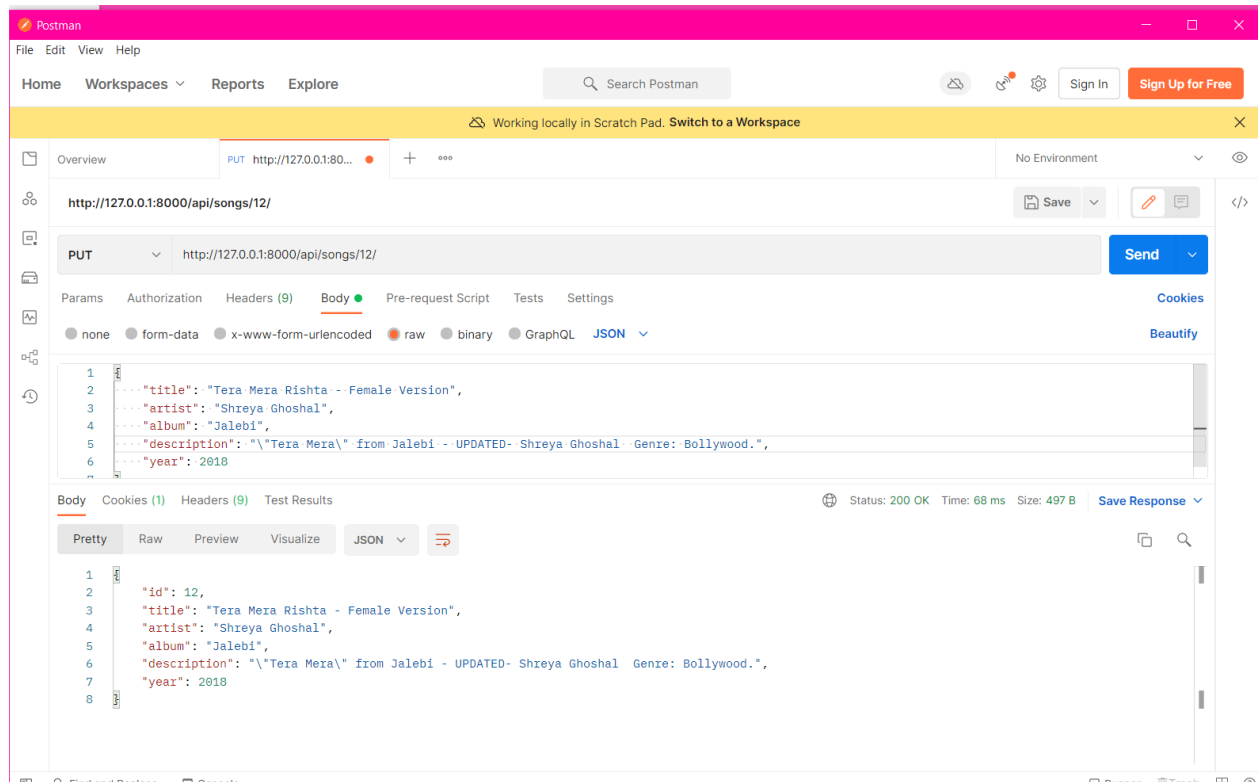 Postman
File Edit View Help
Home Workspaces Reports Explore Search Postman Sign In Sign Up for Free
Working locally in Scratch Pad. Switch to a Workspace
Overview PUT http://127.0.0.1:80... No Environment
http://127.0.0.1:8000/api/songs/12/ Save
PUT http://127.0.0.1:8000/api/songs/12/ Send
Params Authorization Headers (9) Body Pre-request Script Tests Settings Cookies
none form-data x-www-form-urlencoded raw binary GraphQL JSON Beautify
1 {
2 "title": "Tera Mera Rishta - Female Version",
3 "artist": "Shreya Ghoshal",
4 "album": "Jalebi",
5 "description": "\"Tera Mera\" from Jalebi - UPDATED- Shreya Ghoshal  Genre: Bollywood.",
6 "year": 2018
7 }
Body Cookies (1) Headers (9) Test Results Status: 200 OK Time: 68 ms Size: 497 B Save Response
Pretty Raw Preview Visualize JSON
1 {
2 "id": 12,
3 "title": "Tera Mera Rishta - Female Version",
4 "artist": "Shreya Ghoshal",
5 "album": "Jalebi",
6 "description": "\"Tera Mera\" from Jalebi - UPDATED- Shreya Ghoshal  Genre: Bollywood.",
7 "year": 2018
8 }
Find and Replace Console Runner Trash